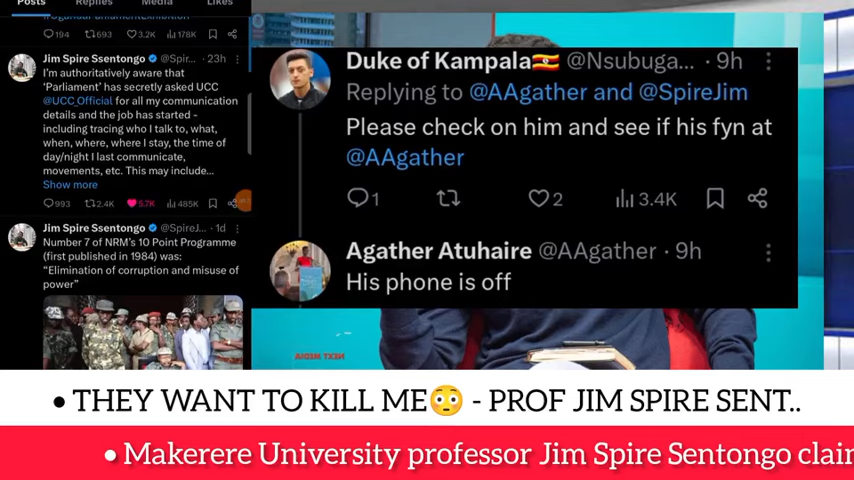 Posts Replies Media Likes
194 693 3.2K 178K
Jim Spire Ssentongo @Spir... · 23h
I'm authoritatively aware that
'Parliament' has secretly asked UCC
@UCC_Official for all my communication
details and the job has started -
including tracing who I talk to, what,
when, where, where I stay, the time of
day/night I last communicate,
movements, etc. This may include...
Show more
993 2.4K 5.7K 485K
Jim Spire Ssentongo @SpireJ... · 1d
Number 7 of NRM's 10 Point Programme
(first published in 1984) was:
"Elimination of corruption and misuse of
power"
Duke of Kampala🇺🇬 @Nsubuga... · 9h
Replying to @AAgather and @SpireJim
Please check on him and see if his fyn at
@AAgather
1 2 3.4K
Agather Atuhaire @AAgather · 9h
His phone is off
NEXT MEDIA
• THEY WANT TO KILL ME😳 - PROF JIM SPIRE SENT..
• Makerere University professor Jim Spire Sentongo clai